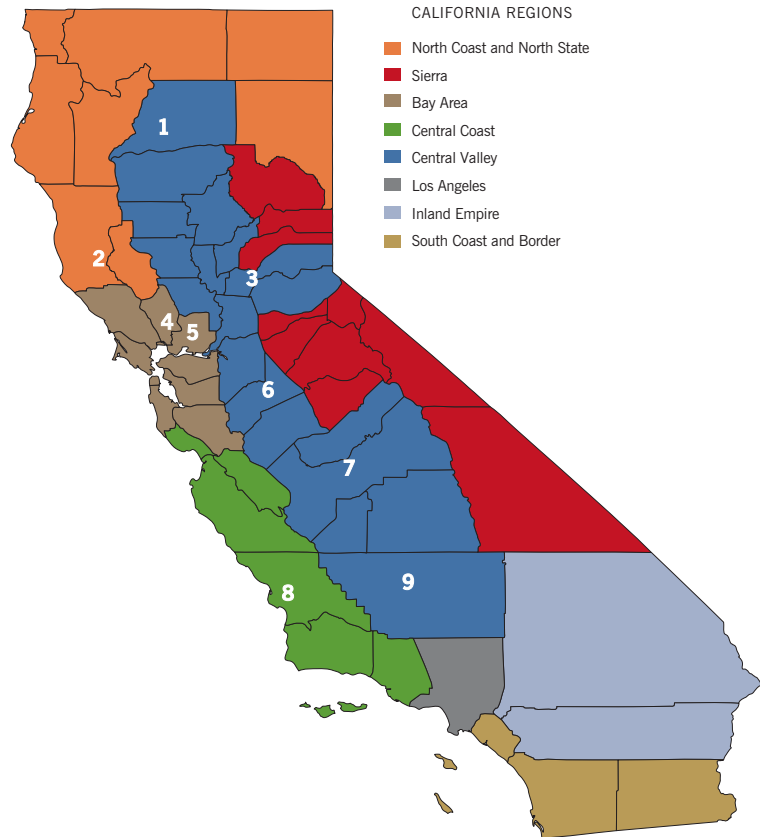 CALIFORNIA REGIONS
North Coast and North State
Sierra
Bay Area
Central Coast
Central Valley
Los Angeles
Inland Empire
South Coast and Border
1
2
3
4
5
6
7
8
9